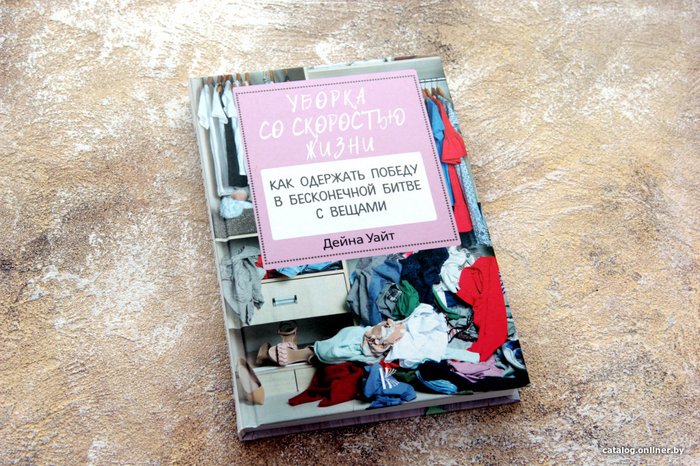 УБОРКА
СО СКОРОСТЬЮ
ЖИЗНИ
КАК ОДЕРЖАТЬ ПОБЕДУ
В БЕСКОНЕЧНОЙ БИТВЕ
С ВЕЩАМИ
Дейна Уайт
catalog.onliner.by